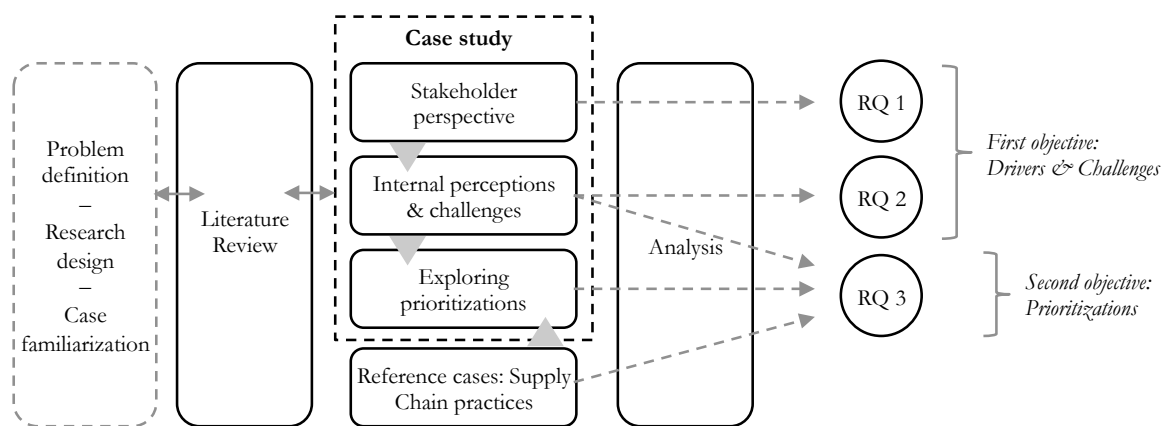 Problem
definition
–
Research
design
–
Case
familiarization
Literature
Review
Case study
Stakeholder
perspective
Internal perceptions
& challenges
Exploring
prioritizations
Reference cases: Supply
Chain practices
Analysis
RQ 1
RQ 2
RQ 3
First objective:
Drivers & Challenges
Second objective:
Prioritizations